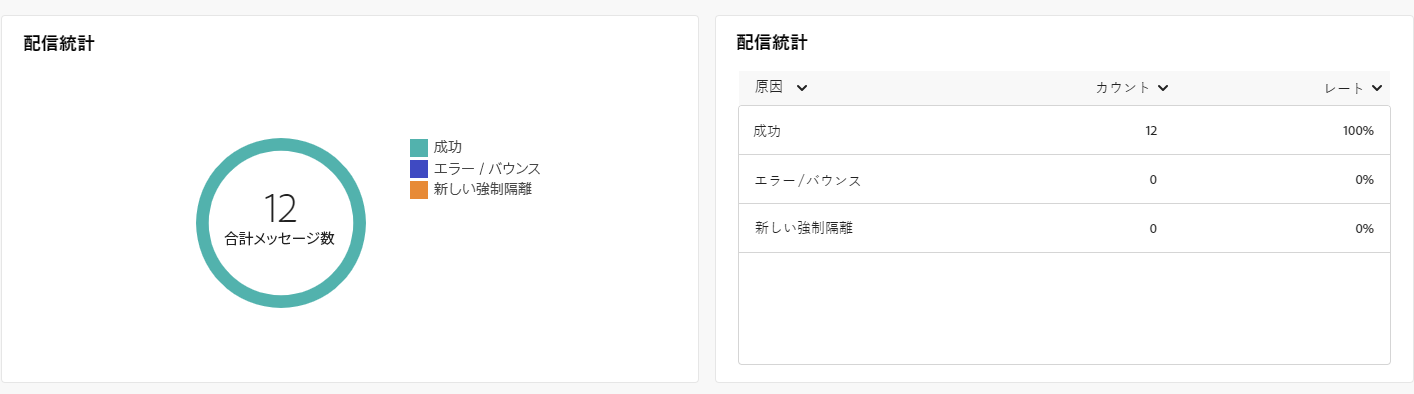 配信統計
12
合計メッセージ数
成功
エラー / バウンス
新しい強制隔離
配信統計
原因 カウント レート
成功 12 100%
エラー/バウンス 0 0%
新しい強制隔離 0 0%